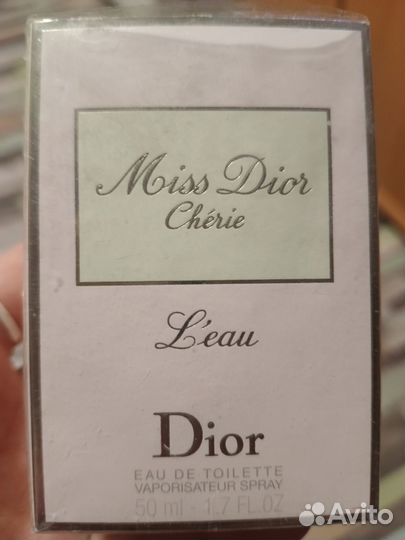 Miss Dior
Chérie
L'eau
Dior
EAU DE TOILETTE
VAPORISATEUR SPRAY
50 ml - 1.7 FL.OZ
Avito